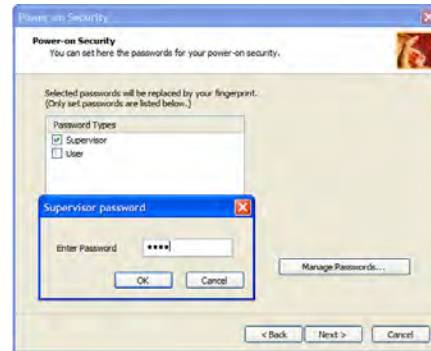 Power-on Security
Power-on Security
You can set here the passwords for your power-on security.
Selected passwords will be replaced by your fingerprint.
(Only set passwords are listed below.)
Password Types
Supervisor
User
Supervisor password
Enter Password
••••
OK
Cancel
Manage Passwords...
< Back
Next >
Cancel